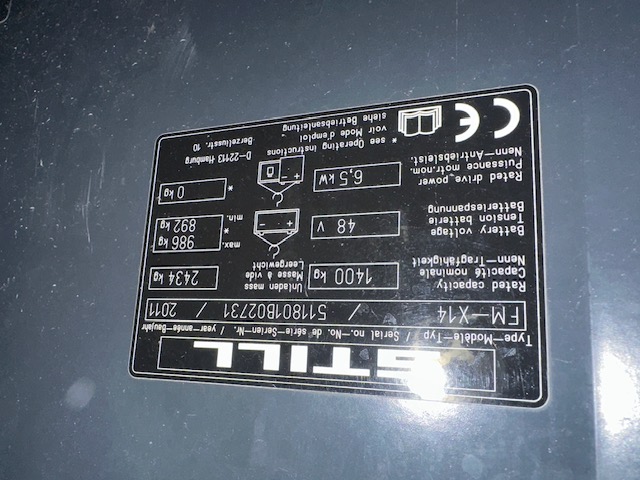 STILL
Type-Modèle-Typ / Serial no.-No. de série-Serien.Nr. / year-année-Baujahr
FM-X14 / 511801B02731 / 2011
Rated capacity
Capacité nominale
Nenn-Tragfähigkeit
1400 kg
Unladen mass
Masse à vide
Leergewicht
2434 kg
Battery voltage
Tension batterie
Batteriespannung
48 V
- +
max.
min.
*
986 kg
892 kg
Rated drive power
Puissance motr.nom.
Nenn-Antriebsleist.
6,5 kW
- +
*
0 kg
CE
* see Operating instructions
voir Mode d'emploi
siehe Betriebsanleitung
Berzeliusstr. 10
D-22113 Hamburg